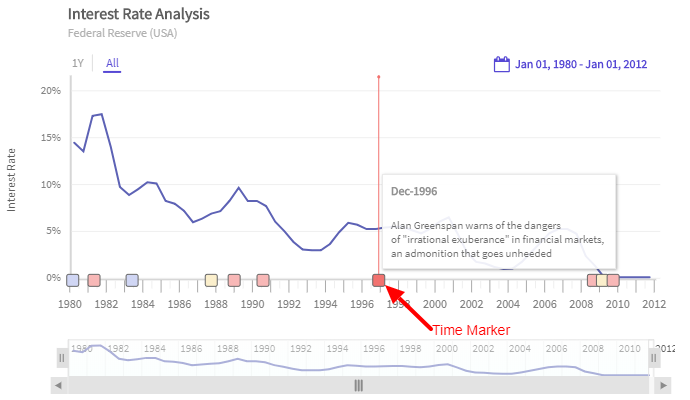 Interest Rate Analysis
Federal Reserve (USA)
1Y All Jan 01, 1980 - Jan 01, 2012
Interest Rate
20%
15%
10%
5%
0%
Dec-1996
Alan Greenspan warns of the dangers
of "irrational exuberance" in financial markets,
an admonition that goes unheeded
1980 1982 1984 1986 1988 1990 1992 1994 1996 1998 2000 2002 2004 2006 2008 2010 2012
Time Marker
1980 1982 1984 1986 1988 1990 1992 1994 1996 1998 2000 2002 2004 2006 2008 2010 2012